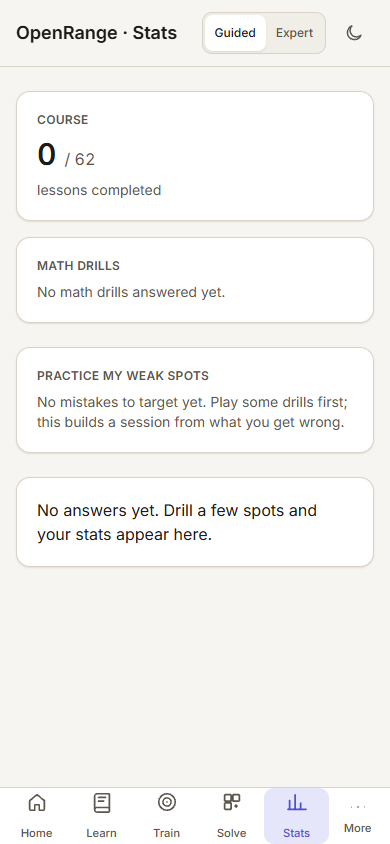 OpenRange · Stats
Guided
Expert
COURSE
0 / 62
lessons completed
MATH DRILLS
No math drills answered yet.
PRACTICE MY WEAK SPOTS
No mistakes to target yet. Play some drills first;
this builds a session from what you get wrong.
No answers yet. Drill a few spots and
your stats appear here.
Home
Learn
Train
Solve
Stats
More